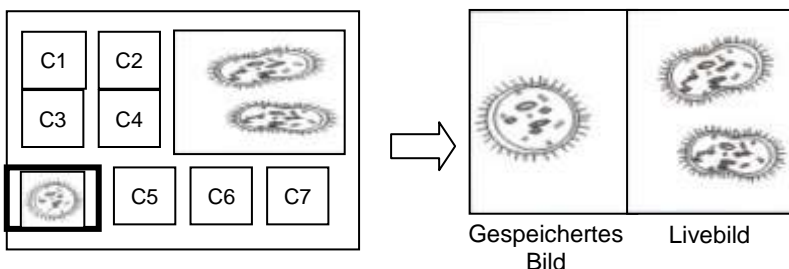 C1 C2
C3 C4
C5 C6 C7
Gespeichertes Livebild
Bild